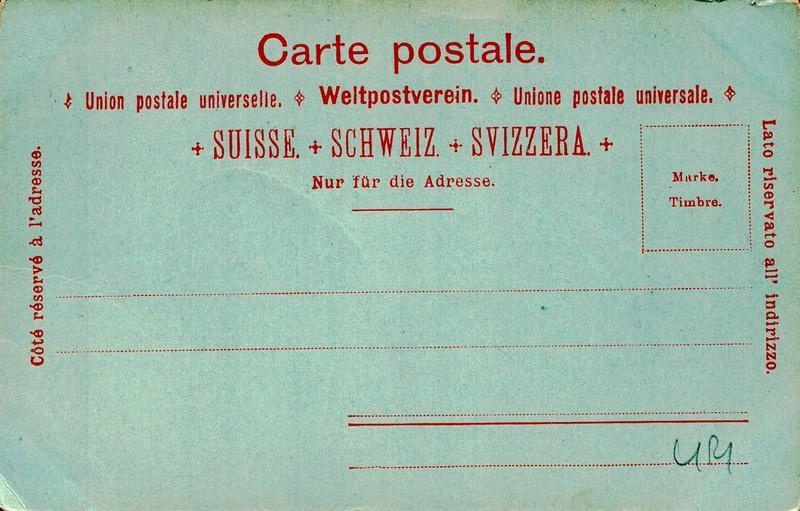 Carte postale.
Union postale universelle. Weltpostverein. Unione postale universale.
+ SUISSE. + SCHWEIZ. + SVIZZERA. +
Nur für die Adresse.
Marke.
Timbre.
Côté réservé à l'adresse.
Lato riservato all' indirizzo.